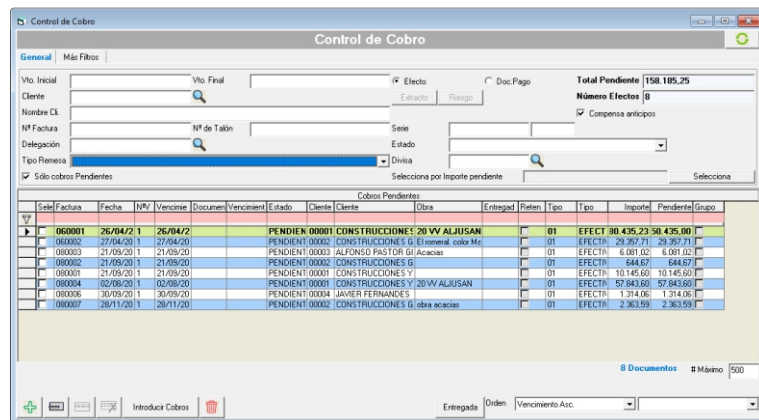 Control de Cobro
Control de Cobro
General Más Filtros
Vto. Inicial Vto. Final Efecto Doc.Pago Total Pendiente 158.185,25
Cliente Extracto Riesgo Número Efectos 8
Nombre Cli. Compensa anticipos
Nº Factura Nº de Talón Serie
Delegación Estado
Tipo Remesa Divisa
Sólo cobros Pendientes Selecciona por Importe pendiente Selecciona
Cobros Pendientes
Sele Factura Fecha NºV Vencimie Documen Vencimient Estado Cliente Cliente Obra Entregad Reten Tipo Tipo Importe Pendiente Grupo
060001 26/04/2 1 26/04/2 PENDIEN 00001 CONSTRUCCIONES 20 VV ALJUSAN 01 EFECT 80.435,23 50.435,00
060002 27/04/20 1 27/04/20 PENDIENT 00002 CONSTRUCCIONES G El romeral. color Ma 01 EFECTIV 29.357,71 29.357,71
080003 21/09/20 1 21/09/20 PENDIENT 00003 ALFONSO PASTOR G Acacias 01 EFECTIV 6.081,02 6.081,02
080002 21/09/20 1 21/09/20 PENDIENT 00002 CONSTRUCCIONES G 01 EFECTIV 644,67 644,67
080001 21/09/20 1 21/09/20 PENDIENT 00001 CONSTRUCCIONES Y 01 EFECTIV 10.145,60 10.145,60
080004 02/08/20 1 02/08/20 PENDIENT 00001 CONSTRUCCIONES Y 20 VV ALJUSAN 01 EFECTIV 57.843,60 57.843,60
080006 30/09/20 1 30/09/20 PENDIENT 00004 JAVIER FERNANDES 01 EFECTIV 1.314,06 1.314,06
080007 28/11/20 1 28/11/20 PENDIENT 00002 CONSTRUCCIONES G obra acacias 01 EFECTIV 2.363,59 2.363,59
8 Documentos # Máximo 500
Introducir Cobros Entregada Orden Vencimiento Asc.